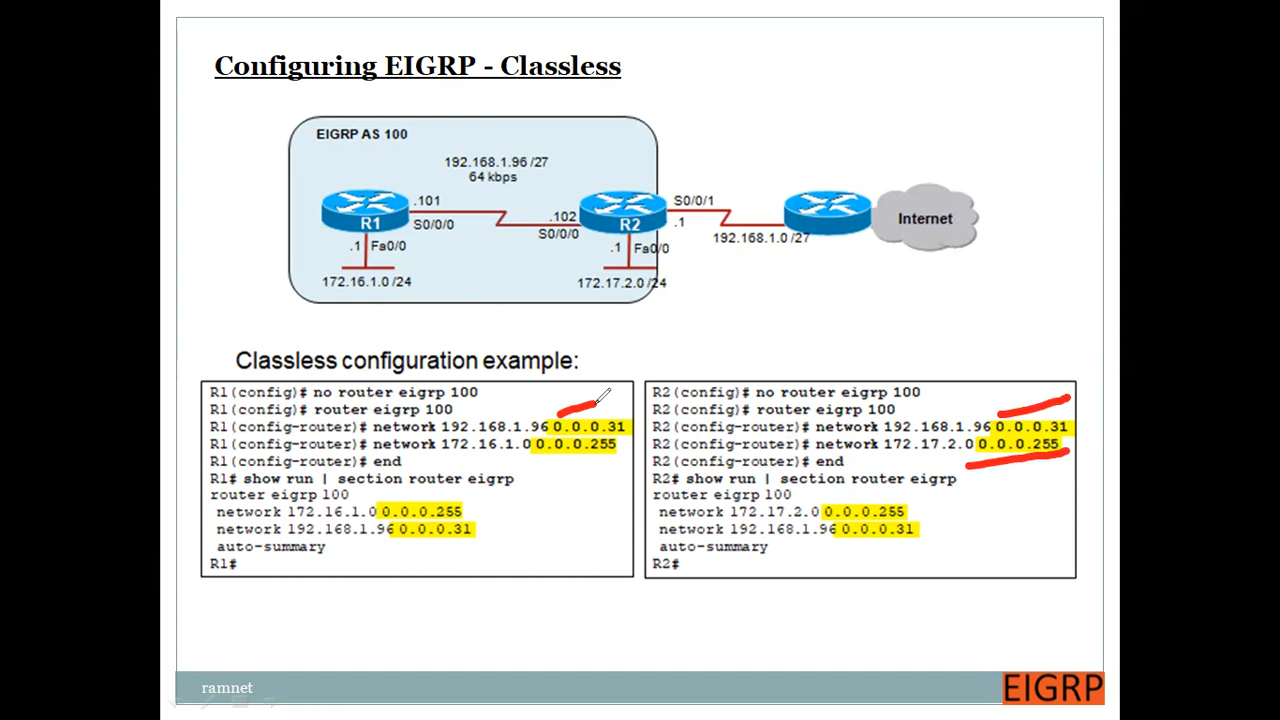 Configuring EIGRP - Classless
EIGRP AS 100
192.168.1.96 /27
64 kbps
.101
S0/0/1
R1
.102
R2
S0/0/0
S0/0/0
.1
Internet
192.168.1.0 /27
.1 Fa0/0
.1 Fa0/0
172.16.1.0 /24
172.17.2.0 /24
Classless configuration example:
R1(config)# no router eigrp 100
R1(config)# router eigrp 100
R1(config-router)# network 192.168.1.96 0.0.0.31
R1(config-router)# network 172.16.1.0 0.0.0.255
R1(config-router)# end
R1# show run | section router eigrp
router eigrp 100
network 172.16.1.0 0.0.0.255
network 192.168.1.96 0.0.0.31
auto-summary
R1#
R2(config)# no router eigrp 100
R2(config)# router eigrp 100
R2(config-router)# network 192.168.1.96 0.0.0.31
R2(config-router)# network 172.17.2.0 0.0.0.255
R2(config-router)# end
R2# show run | section router eigrp
router eigrp 100
network 172.17.2.0 0.0.0.255
network 192.168.1.96 0.0.0.31
auto-summary
R2#
ramnet
EIGRP